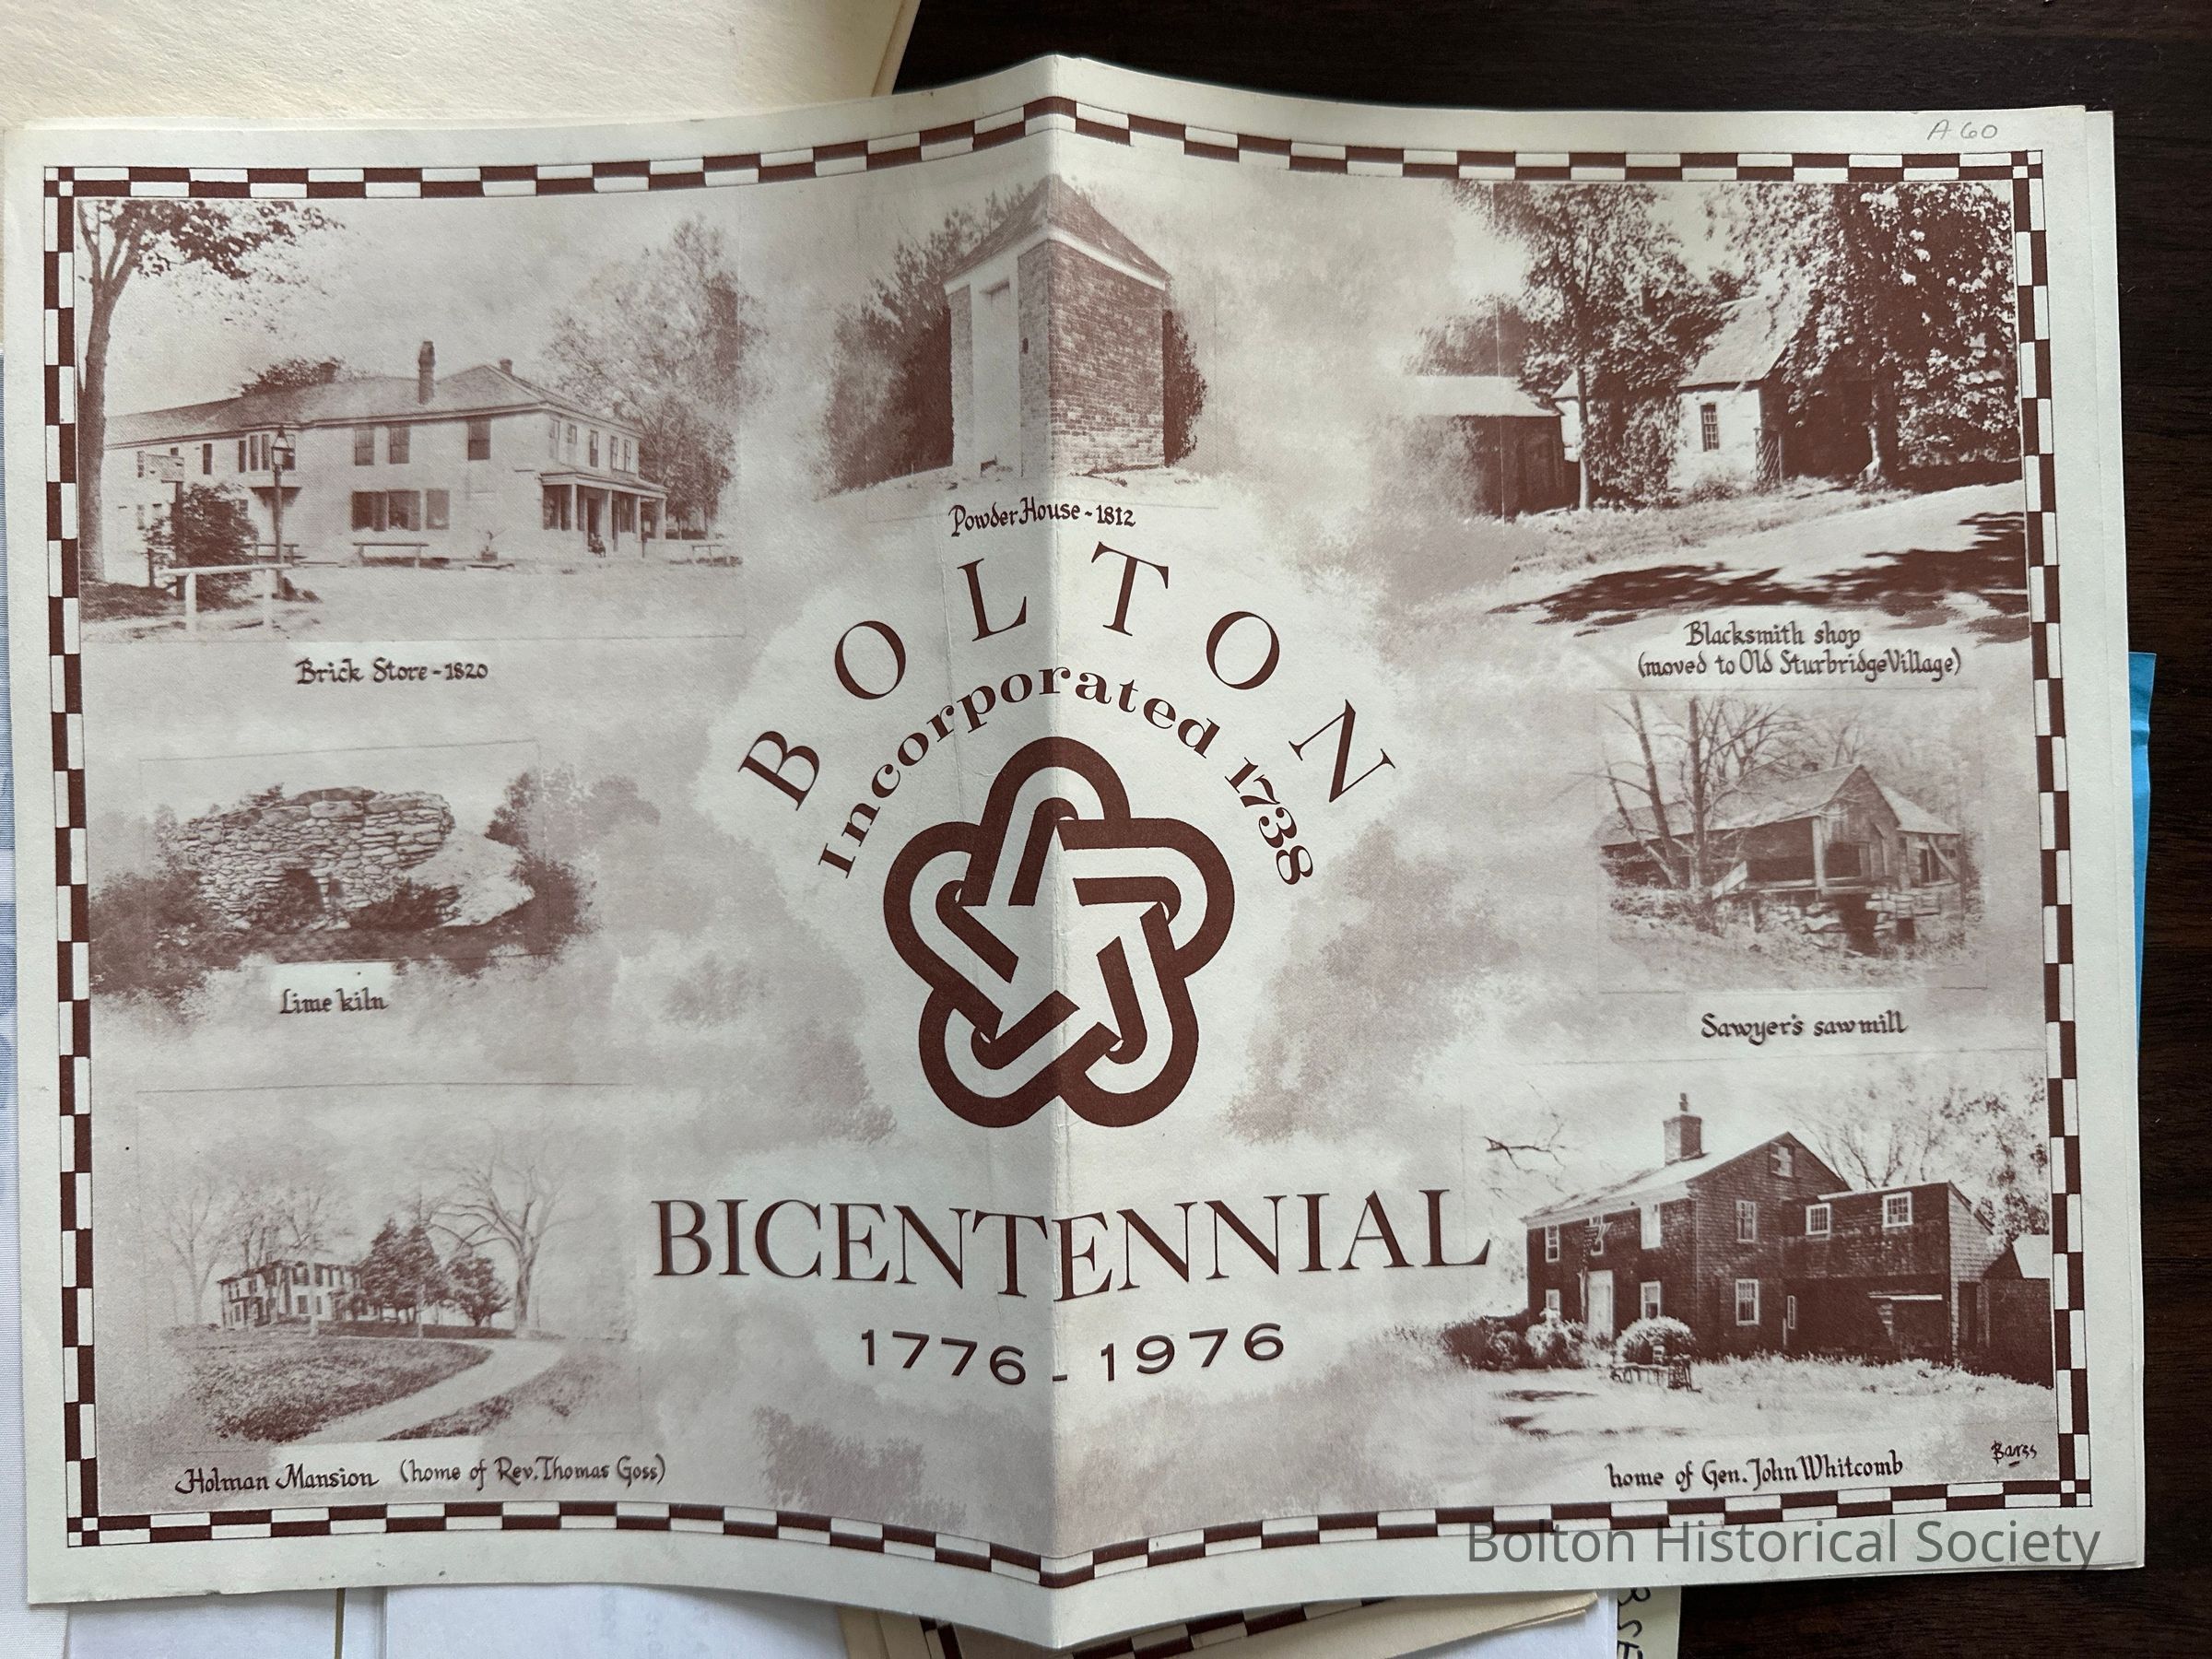 A60
Powder House - 1812
BOLTON
Incorporated 1738
Brick Store - 1820
Blacksmith shop
(moved to Old Sturbridge Village)
Lime kiln
Sawyer's sawmill
BICENTENNIAL
1776 - 1976
Holman Mansion (home of Rev. Thomas Goss)
home of Gen. John Whitcomb
Barss
Bolton Historical Society